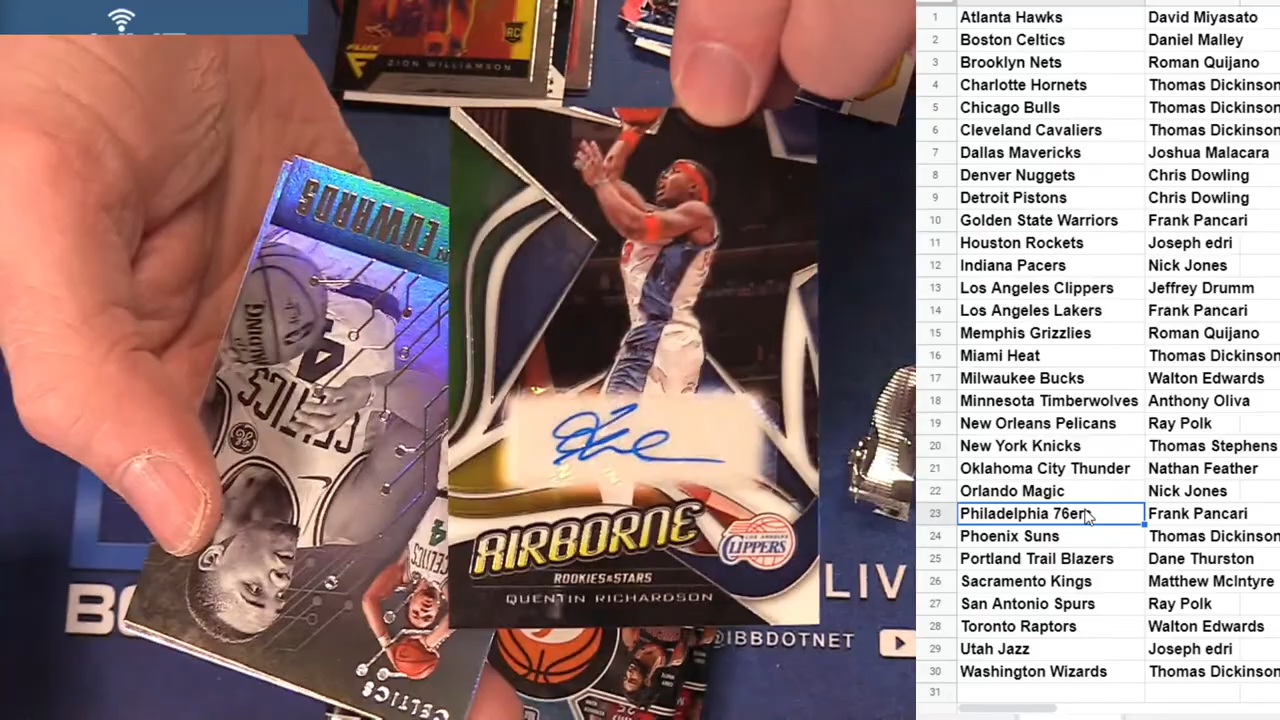 FLUX
ZION WILLIAMSON
RC
EDWARDS
CELTICS
4
GE
AIRBORNE
LOS ANGELES
CLIPPERS
ROOKIES & STARS
QUENTIN RICHARDSON
CELTICS
BO
LIV
@IBBDOTNET
1 Atlanta Hawks David Miyasato
2 Boston Celtics Daniel Malley
3 Brooklyn Nets Roman Quijano
4 Charlotte Hornets Thomas Dickinson
5 Chicago Bulls Thomas Dickinson
6 Cleveland Cavaliers Thomas Dickinson
7 Dallas Mavericks Joshua Malacara
8 Denver Nuggets Chris Dowling
9 Detroit Pistons Chris Dowling
10 Golden State Warriors Frank Pancari
11 Houston Rockets Joseph edri
12 Indiana Pacers Nick Jones
13 Los Angeles Clippers Jeffrey Drumm
14 Los Angeles Lakers Frank Pancari
15 Memphis Grizzlies Roman Quijano
16 Miami Heat Thomas Dickinson
17 Milwaukee Bucks Walton Edwards
18 Minnesota Timberwolves Anthony Oliva
19 New Orleans Pelicans Ray Polk
20 New York Knicks Thomas Stephens
21 Oklahoma City Thunder Nathan Feather
22 Orlando Magic Nick Jones
23 Philadelphia 76ers Frank Pancari
24 Phoenix Suns Thomas Dickinson
25 Portland Trail Blazers Dane Thurston
26 Sacramento Kings Matthew McIntyre
27 San Antonio Spurs Ray Polk
28 Toronto Raptors Walton Edwards
29 Utah Jazz Joseph edri
30 Washington Wizards Thomas Dickinson
31